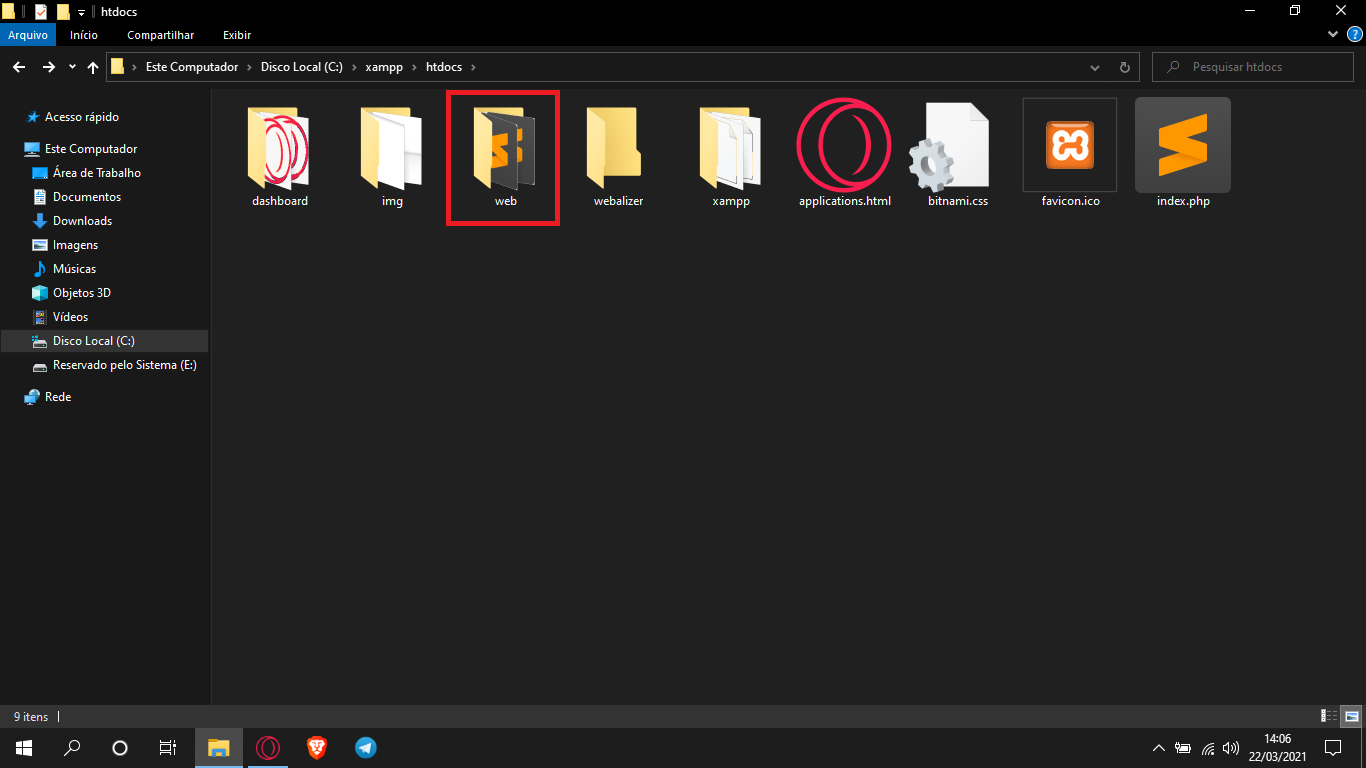 htdocs
Arquivo Início Compartilhar Exibir
Este Computador Disco Local (C:) xampp htdocs
Pesquisar htdocs
Acesso rápido
Este Computador
Área de Trabalho
Documentos
Downloads
Imagens
Músicas
Objetos 3D
Vídeos
Disco Local (C:)
Reservado pelo Sistema (E:)
Rede
dashboard img web webalizer xampp applications.html bitnami.css favicon.ico index.php
9 itens
14:06
22/03/2021